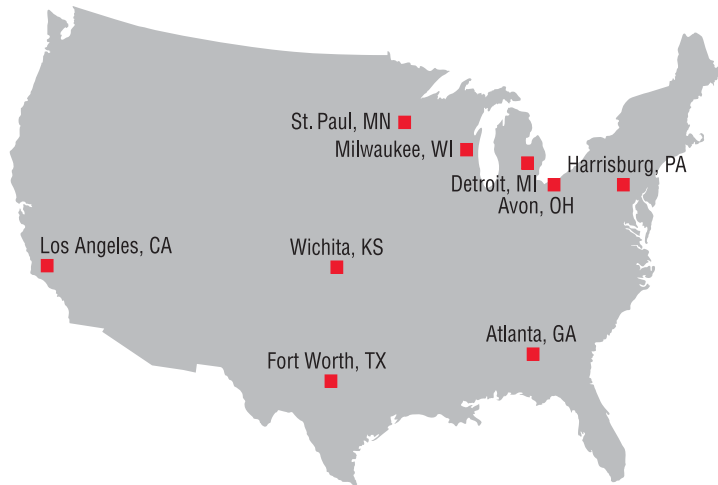 St. Paul, MN
Milwaukee, WI
Harrisburg, PA
Detroit, MI
Avon, OH
Los Angeles, CA
Wichita, KS
Atlanta, GA
Fort Worth, TX